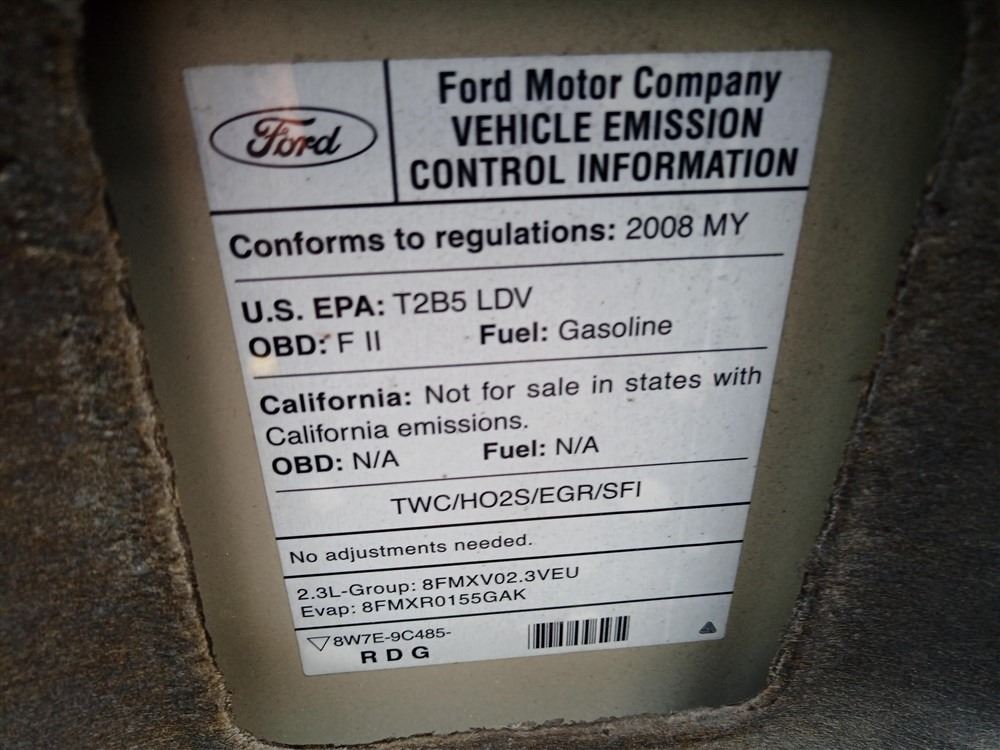 Ford
Ford Motor Company
VEHICLE EMISSION
CONTROL INFORMATION
Conforms to regulations: 2008 MY
U.S. EPA: T2B5 LDV
OBD: F II Fuel: Gasoline
California: Not for sale in states with
California emissions.
OBD: N/A Fuel: N/A
TWC/HO2S/EGR/SFI
No adjustments needed.
2.3L-Group: 8FMXV02.3VEU
Evap: 8FMXR0155GAK
▽8W7E-9C485-
R D G